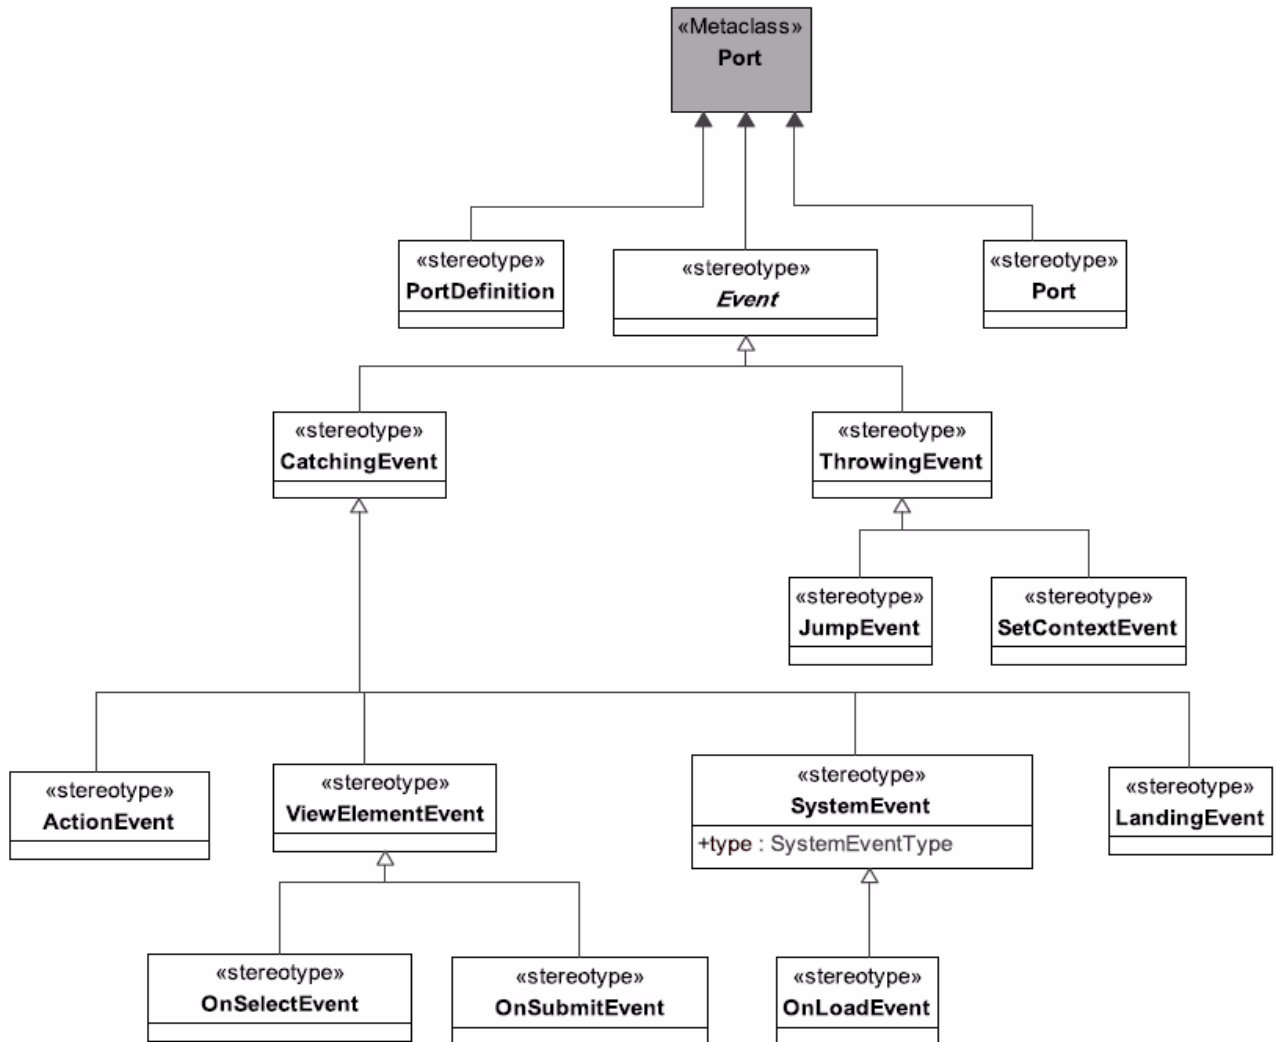 «Metaclass»
Port
«stereotype»
PortDefinition
«stereotype»
Event
«stereotype»
Port
«stereotype»
CatchingEvent
«stereotype»
ThrowingEvent
«stereotype»
JumpEvent
«stereotype»
SetContextEvent
«stereotype»
ActionEvent
«stereotype»
ViewElementEvent
«stereotype»
SystemEvent
+type : SystemEventType
«stereotype»
LandingEvent
«stereotype»
OnSelectEvent
«stereotype»
OnSubmitEvent
«stereotype»
OnLoadEvent